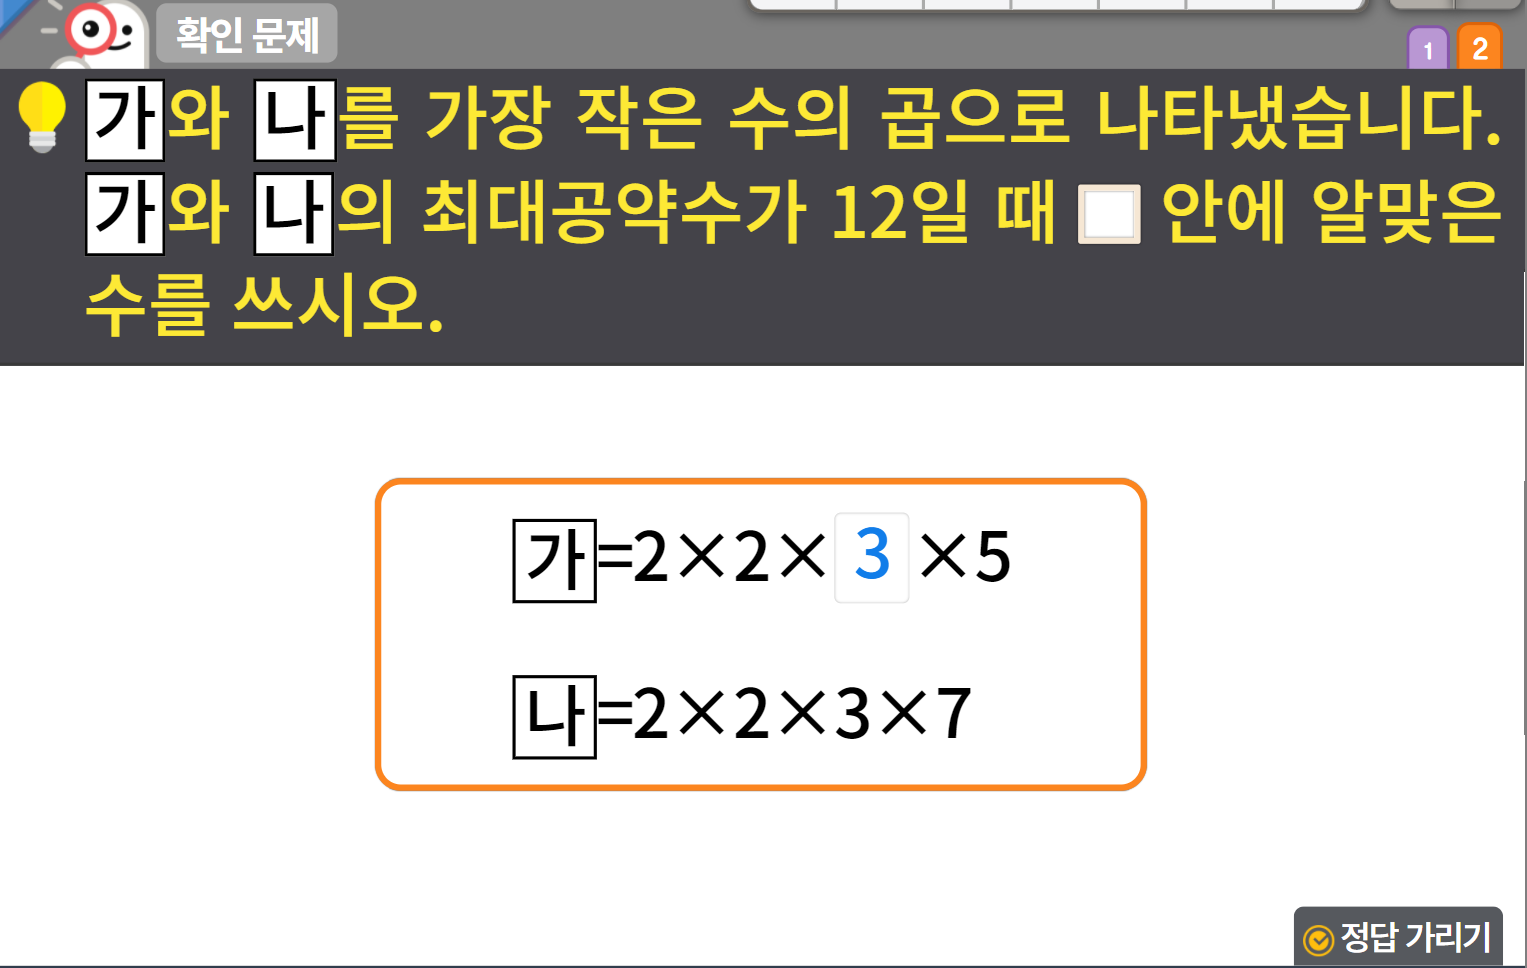 확인 문제
1 2
가와 나를 가장 작은 수의 곱으로 나타냈습니다.
가와 나의 최대공약수가 12일 때 □ 안에 알맞은
수를 쓰시오.
가=2×2×3×5
나=2×2×3×7
정답 가리기